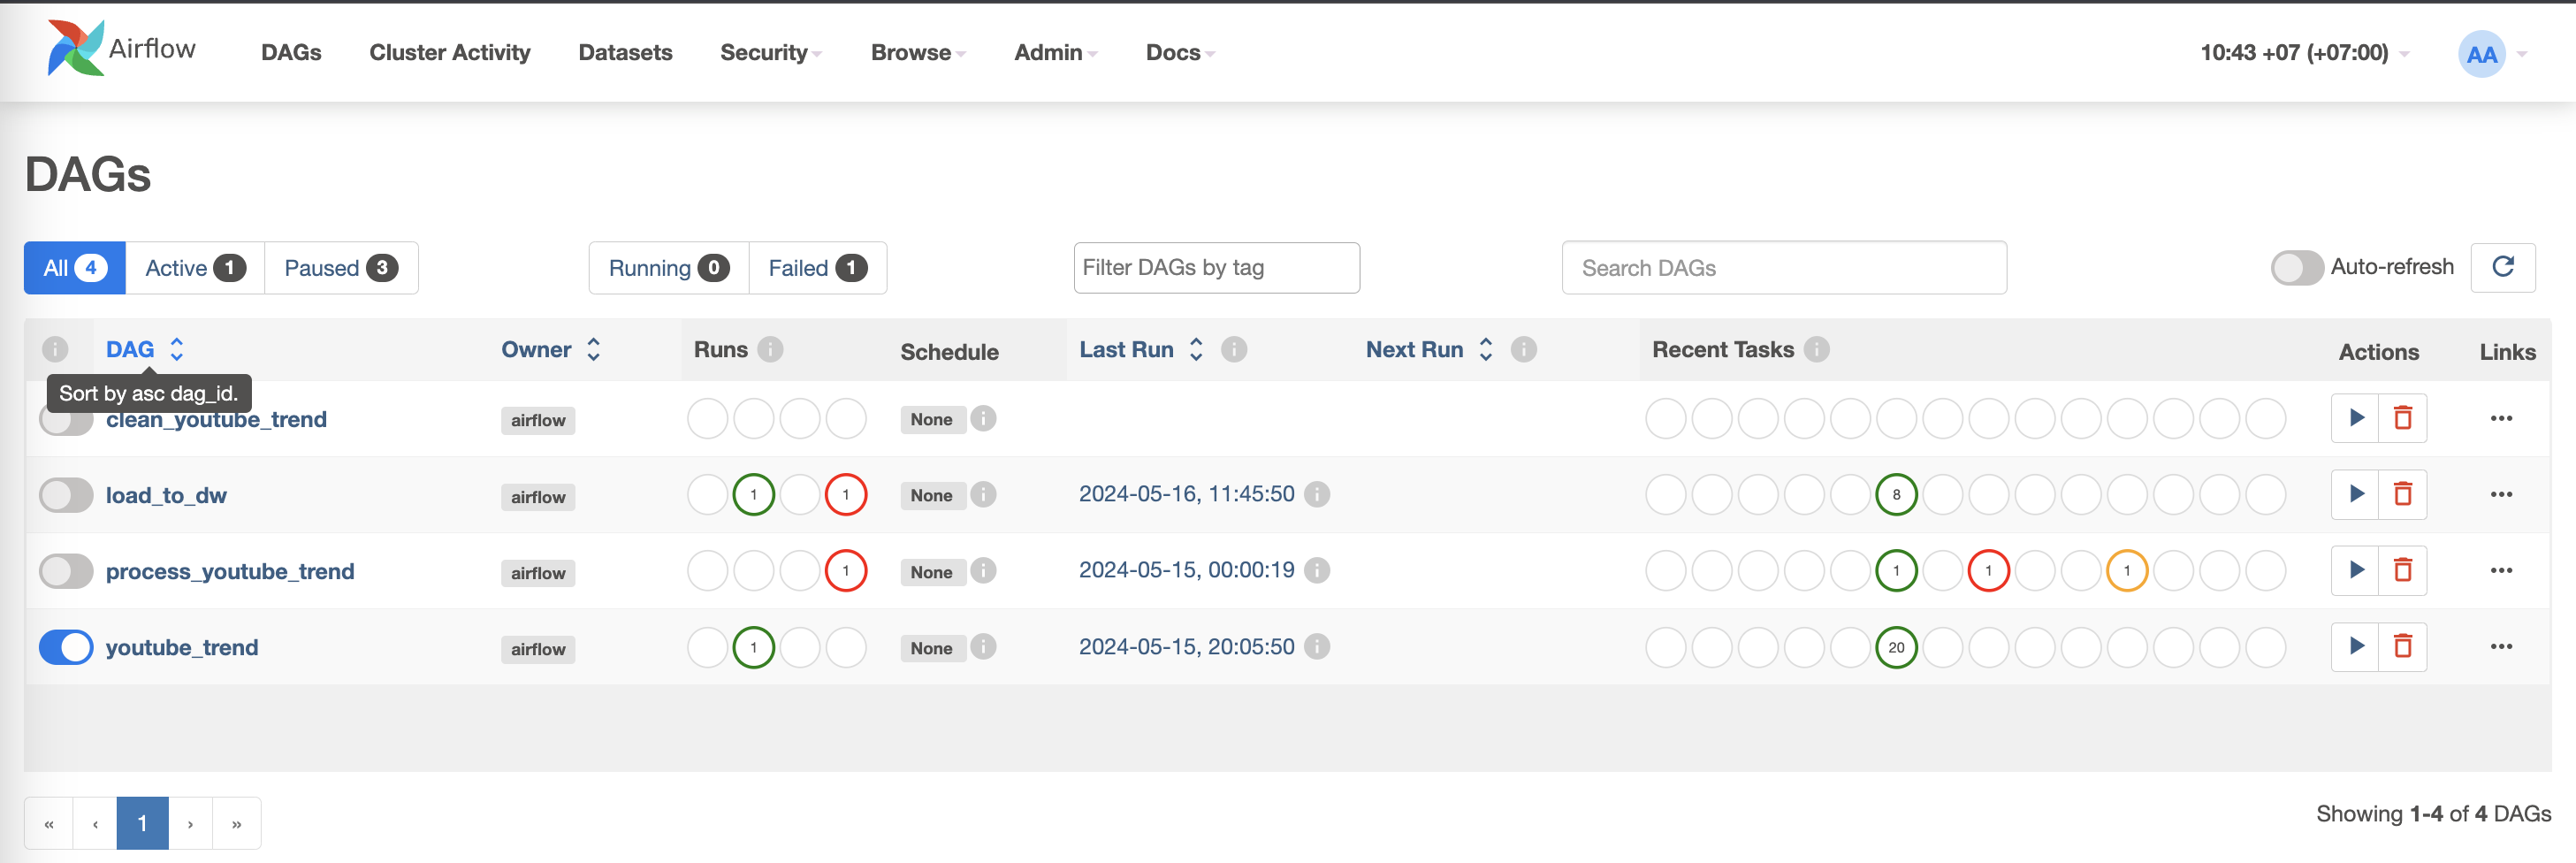 Airflow DAGs Cluster Activity Datasets Security Browse Admin Docs 10:43 +07 (+07:00) AA
DAGs
All 4 Active 1 Paused 3 Running 0 Failed 1 Filter DAGs by tag Search DAGs Auto-refresh
DAG Owner Runs Schedule Last Run Next Run Recent Tasks Actions Links
Sort by asc dag_id.
clean_youtube_trend airflow None
load_to_dw airflow 1 1 None 2024-05-16, 11:45:50 8
process_youtube_trend airflow 1 None 2024-05-15, 00:00:19 1 1 1
youtube_trend airflow 1 None 2024-05-15, 20:05:50 20
« ‹ 1 › »
Showing 1-4 of 4 DAGs